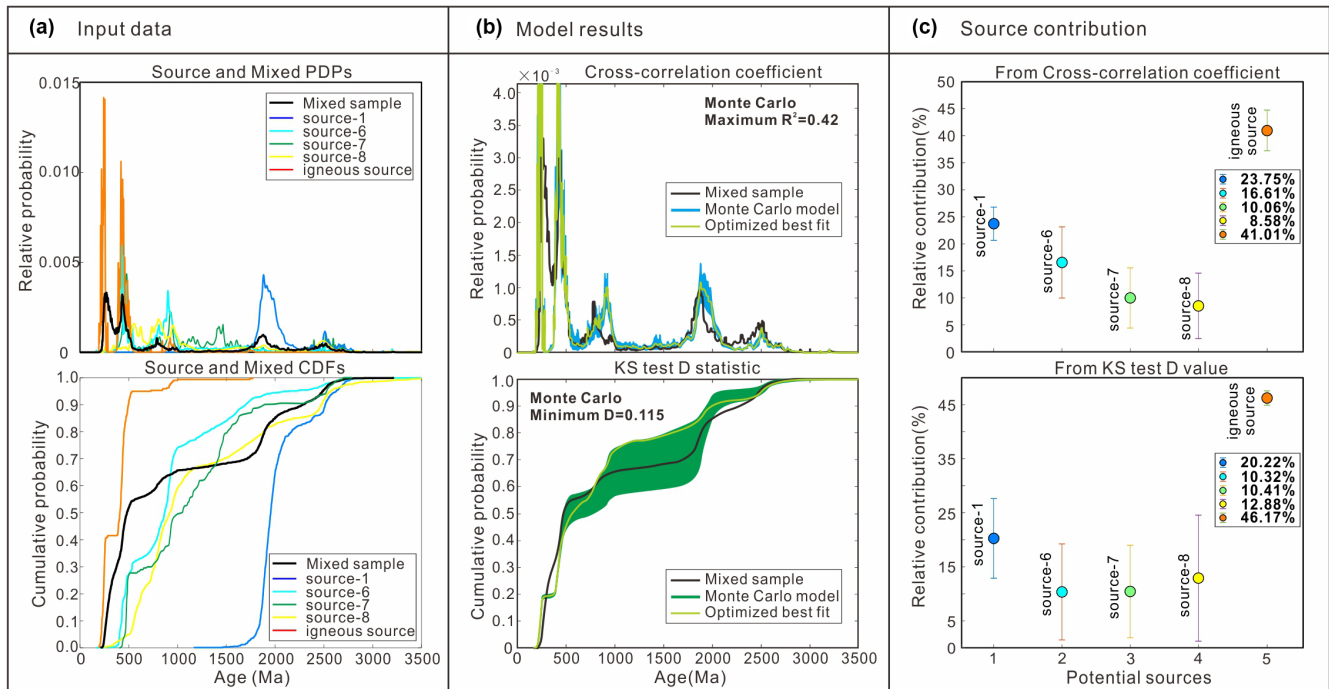 (a) Input data
Source and Mixed PDPs
0.015
0.010
0.005
0
Relative probability
Mixed sample
source-1
source-6
source-7
source-8
igneous source
Source and Mixed CDFs
1.0
0.9
0.8
0.7
0.6
0.5
0.4
0.3
0.2
0.1
0.0
Cumulative probability
Mixed sample
source-1
source-6
source-7
source-8
igneous source
0 500 1000 1500 2000 2500 3000 3500
Age (Ma)
(b) Model results
×10⁻³
Cross-correlation coefficient
4.0
3.5
3.0
2.5
2.0
1.5
1.0
0.5
0
Relative probability
Monte Carlo
Maximum R²=0.42
Mixed sample
Monte Carlo model
Optimized best fit
KS test D statistic
1.0
0.9
0.8
0.7
0.6
0.5
0.4
0.3
0.2
0.1
0.0
Cumulative probability
Monte Carlo
Minimum D=0.115
Mixed sample
Monte Carlo model
Optimized best fit
0 500 1000 1500 2000 2500 3000 3500
Age(Ma)
(c) Source contribution
From Cross-correlation coefficient
50
45
40
35
30
25
20
15
10
5
0
Relative contribution(%)
source-1
source-6
source-7
source-8
igneous
source
23.75%
16.61%
10.06%
8.58%
41.01%
From KS test D value
45
30
15
0
Relative contribution(%)
source-1
source-6
source-7
source-8
igneous
source
20.22%
10.32%
10.41%
12.88%
46.17%
1 2 3 4 5
Potential sources